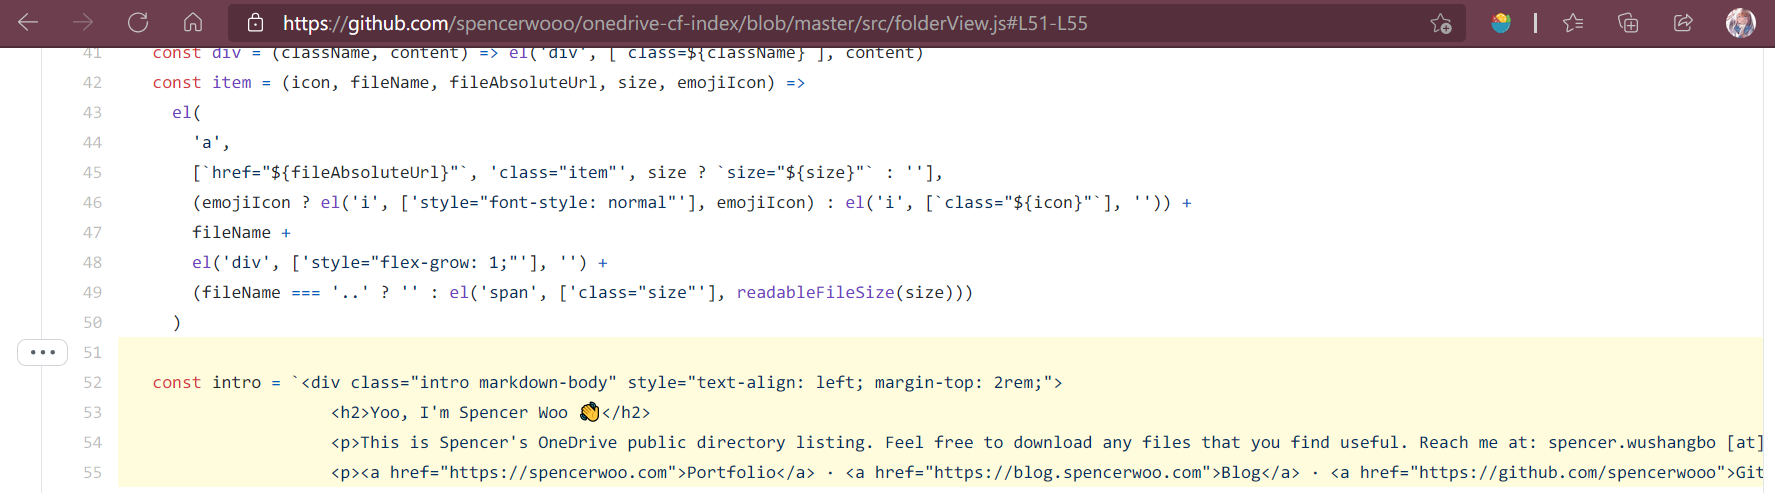 https://github.com/spencerwooo/onedrive-cf-index/blob/master/src/folderView.js#L51-L55
41 const div = (className, content) => el('div', [`class=${className}`], content)
42 const item = (icon, fileName, fileAbsoluteUrl, size, emojiIcon) =>
43 el(
44 'a',
45 [`href="${fileAbsoluteUrl}"`, 'class="item"', size ? `size="${size}"` : ''],
46 (emojiIcon ? el('i', ['style="font-style: normal"'], emojiIcon) : el('i', [`class="${icon}"`], '')) +
47 fileName +
48 el('div', ['style="flex-grow: 1;"'], '') +
49 (fileName === '..' ? '' : el('span', ['class="size"'], readableFileSize(size)))
50 )
51
52 const intro = `<div class="intro markdown-body" style="text-align: left; margin-top: 2rem;">
53 <h2>Yoo, I'm Spencer Woo 👋</h2>
54 <p>This is Spencer's OneDrive public directory listing. Feel free to download any files that you find useful. Reach me at: spencer.wushangbo [at]
55 <p><a href="https://spencerwoo.com">Portfolio</a> · <a href="https://blog.spencerwoo.com">Blog</a> · <a href="https://github.com/spencerwooo">Git